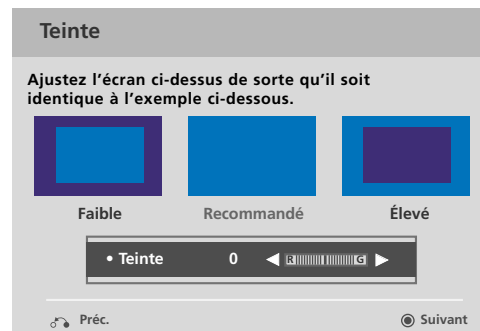 Teinte
Ajustez l'écran ci-dessus de sorte qu'il soit
identique à l'exemple ci-dessous.
Faible Recommandé Élevé
• Teinte 0 ◀ R G ▶
Préc. Suivant